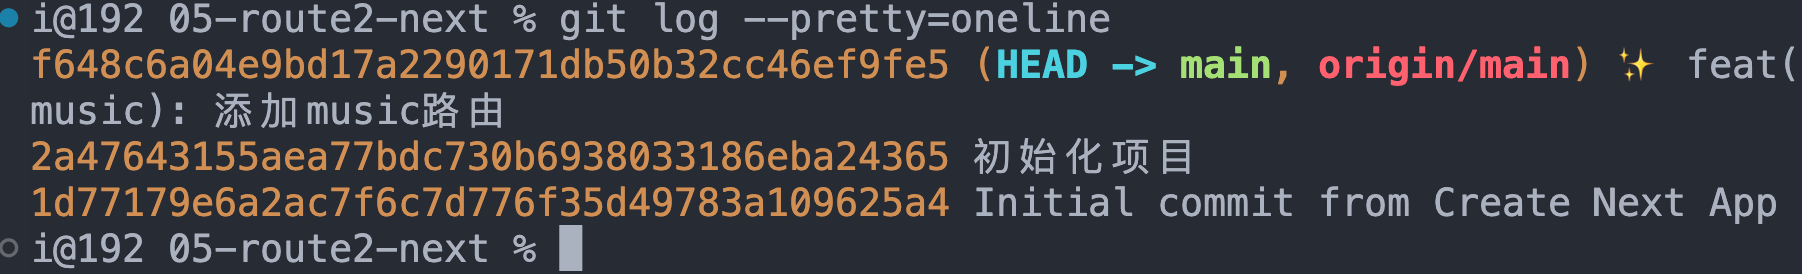 i@192 05-route2-next % git log --pretty=oneline
f648c6a04e9bd17a2290171db50b32cc46ef9fe5 (HEAD -> main, origin/main) ✨ feat(
music): 添加music路由
2a47643155aea77bdc730b6938033186eba24365 初始化项目
1d77179e6a2ac7f6c7d776f35d49783a109625a4 Initial commit from Create Next App
i@192 05-route2-next %